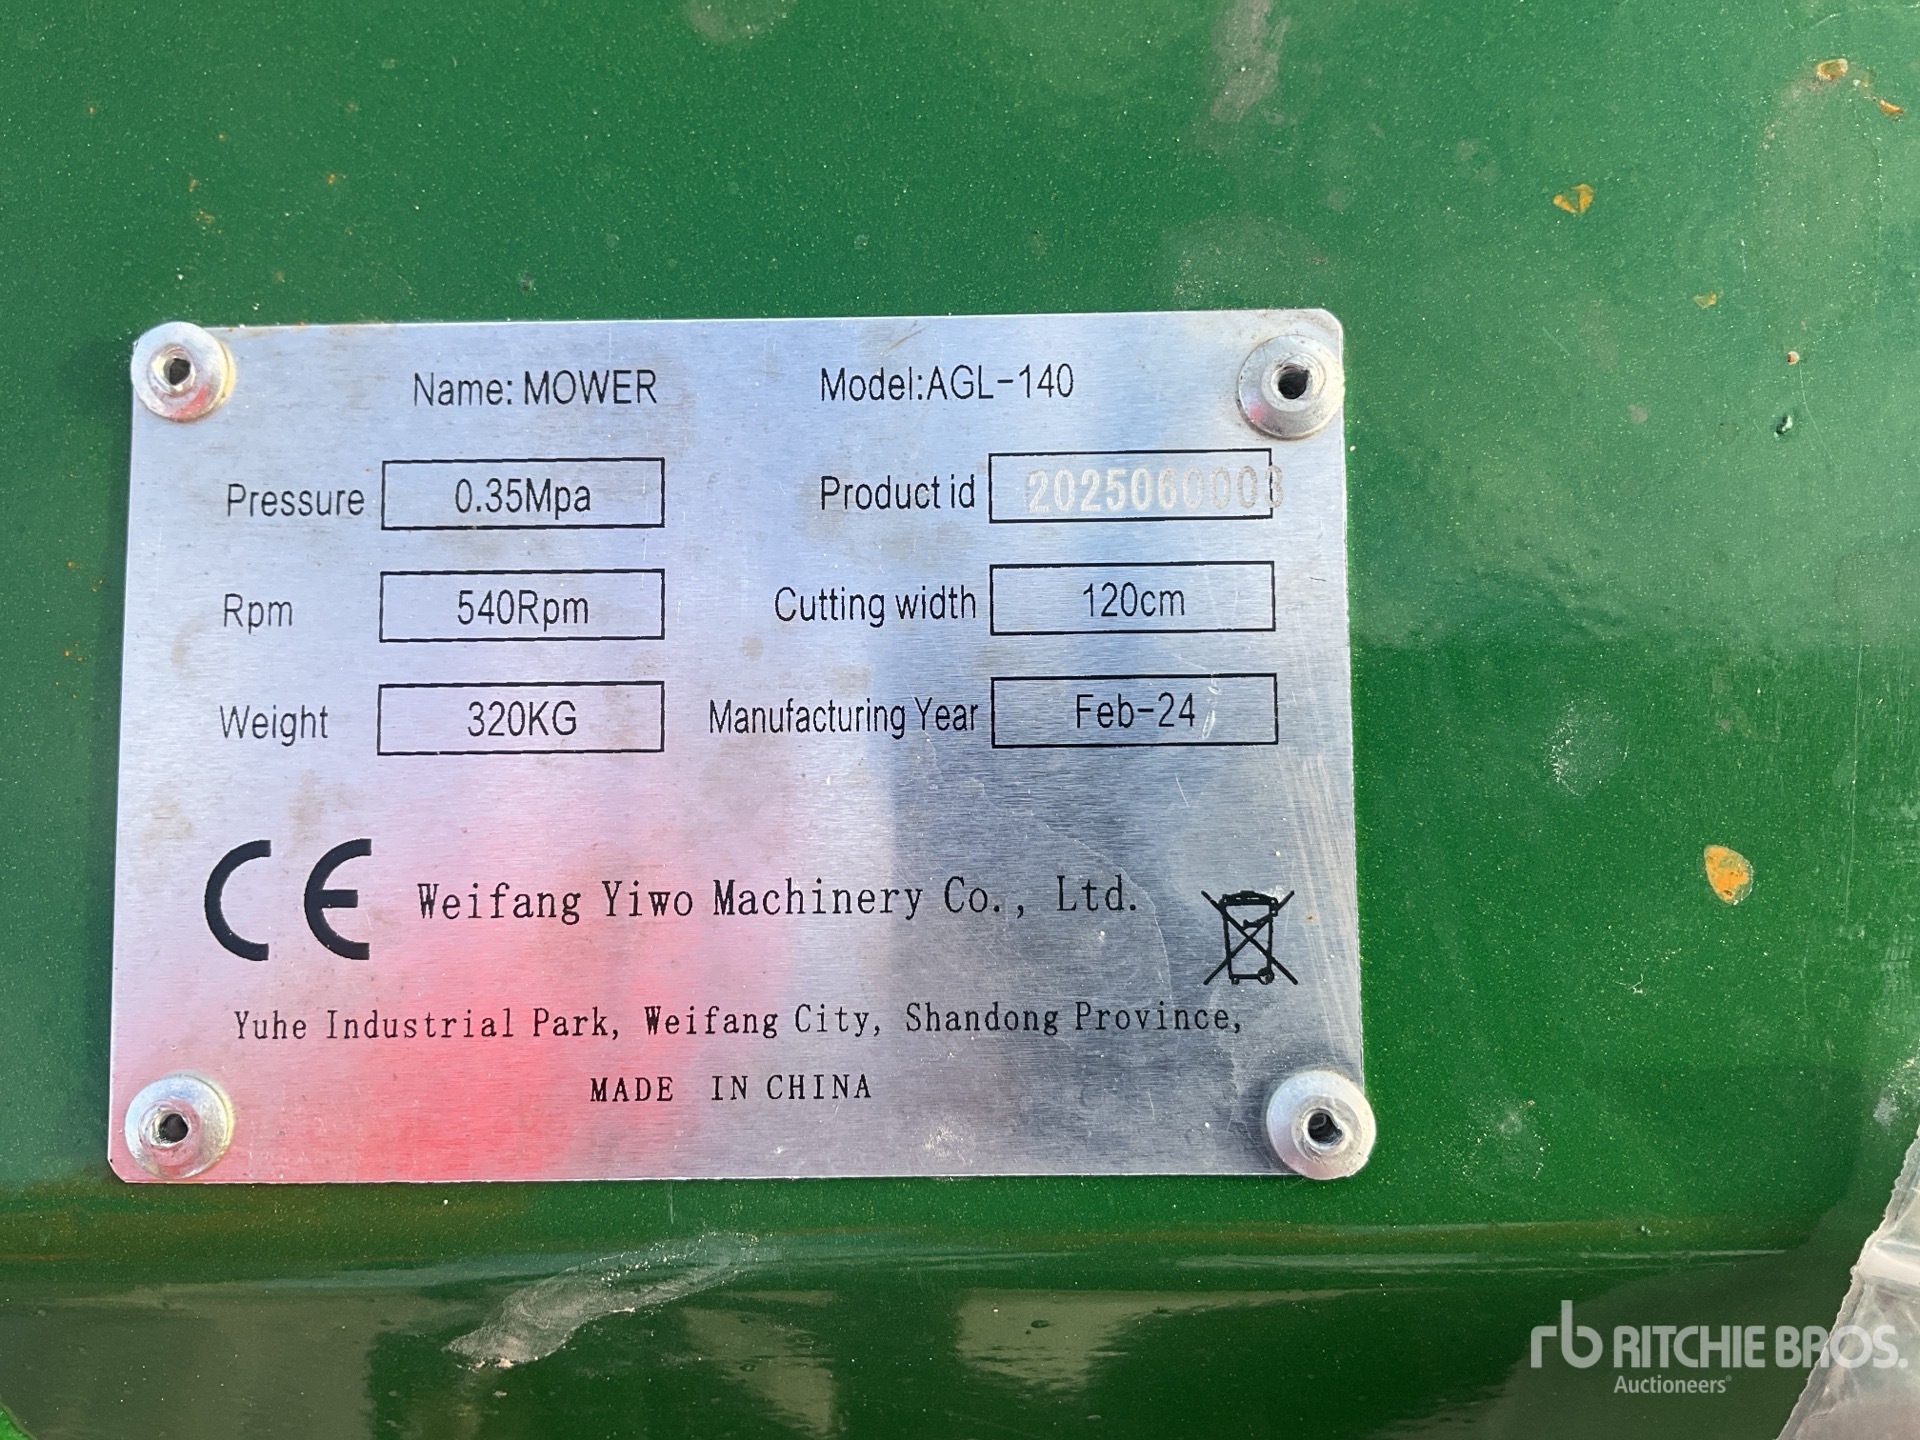 Name: MOWER Model:AGL-140
Pressure 0.35Mpa Product id 2025060003
Rpm 540Rpm Cutting width 120cm
Weight 320KG Manufacturing Year Feb-24
CE Weifang Yiwo Machinery Co., Ltd.
Yuhe Industrial Park, Weifang City, Shandong Province,
MADE IN CHINA
rb RITCHIE BROS.
Auctioneers